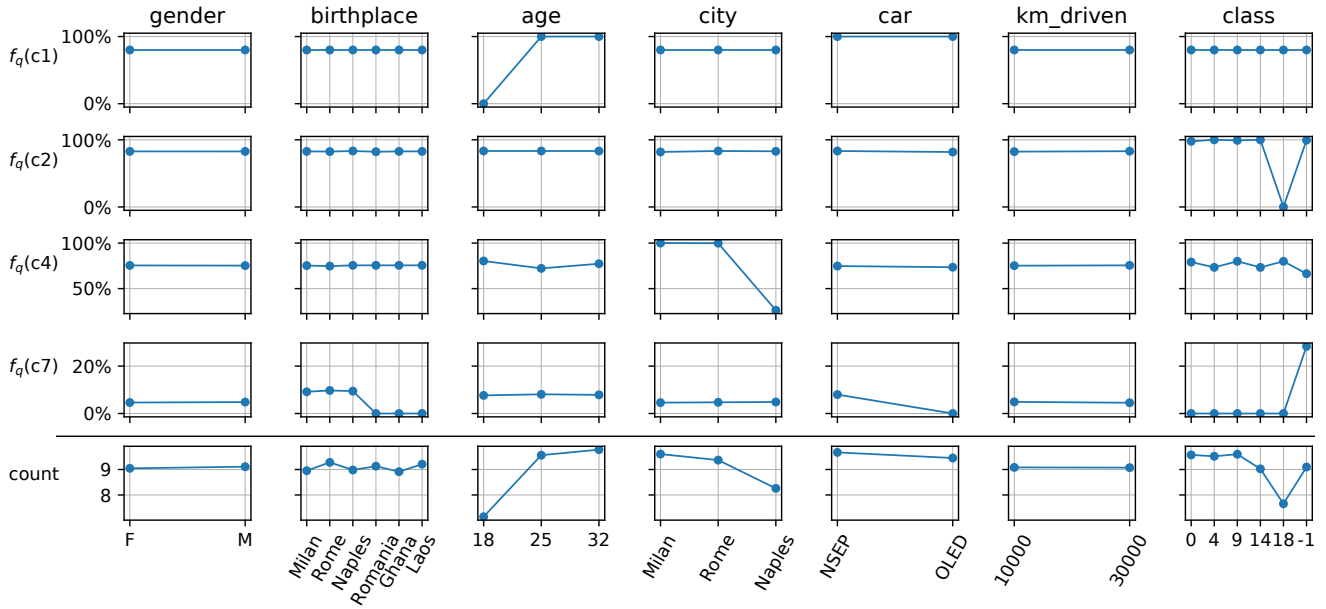 gender birthplace age city car km_driven class
f_q(c1) 100% 0%
f_q(c2) 100% 0%
f_q(c4) 100% 50%
f_q(c7) 20% 0%
count 9 8
F M Milan Rome Naples Romania Ghana Laos 18 25 32 Milan Rome Naples NSEP OLED 10000 30000 0 4 9 14 18 -1